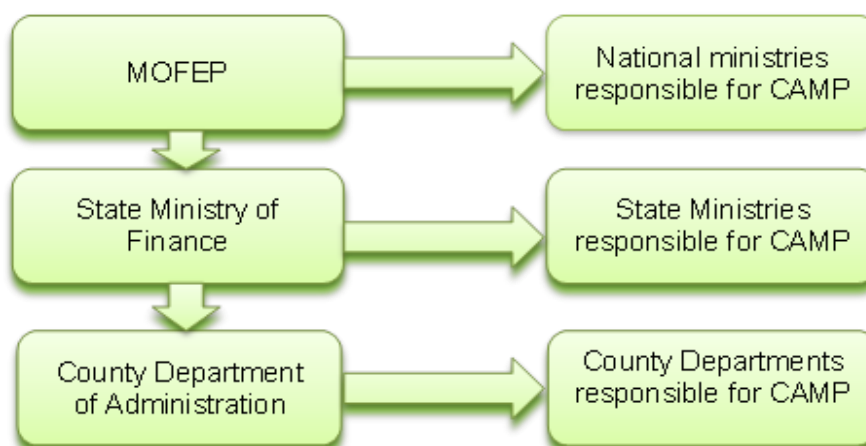 MOFEP
National ministries
responsible for CAMP
State Ministry of
Finance
State Ministries
responsible for CAMP
County Department
of Administration
County Departments
responsible for CAMP